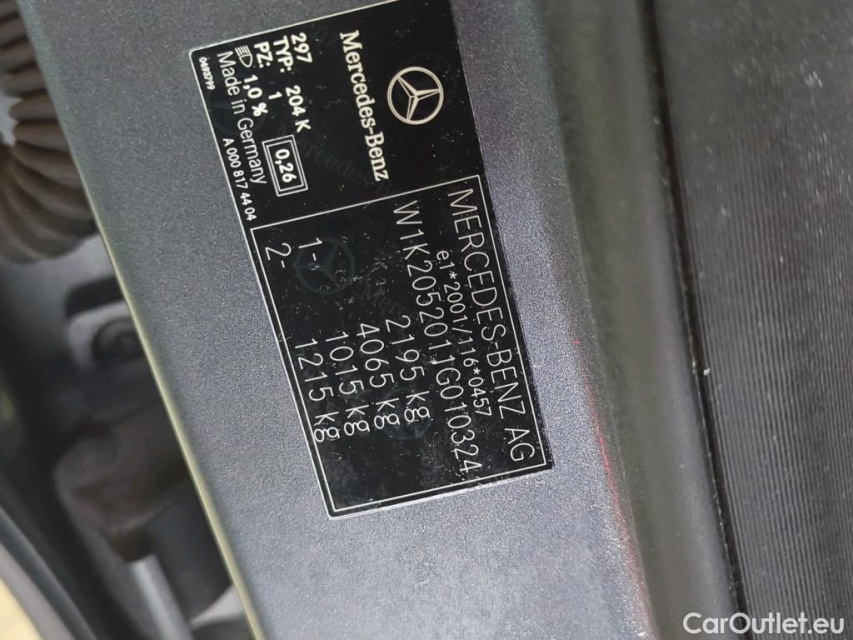 Mercedes-Benz
297
TYP: 204 K
PZ: 1
1,0 %
0,26
Made in Germany
A 000 817 44 04
MERCEDES-BENZ AG
e1*2001/116*0457
W1K2052011G010324
2195 kg
4065 kg
1- 1015 kg
2- 1215 kg
CarOutlet.eu